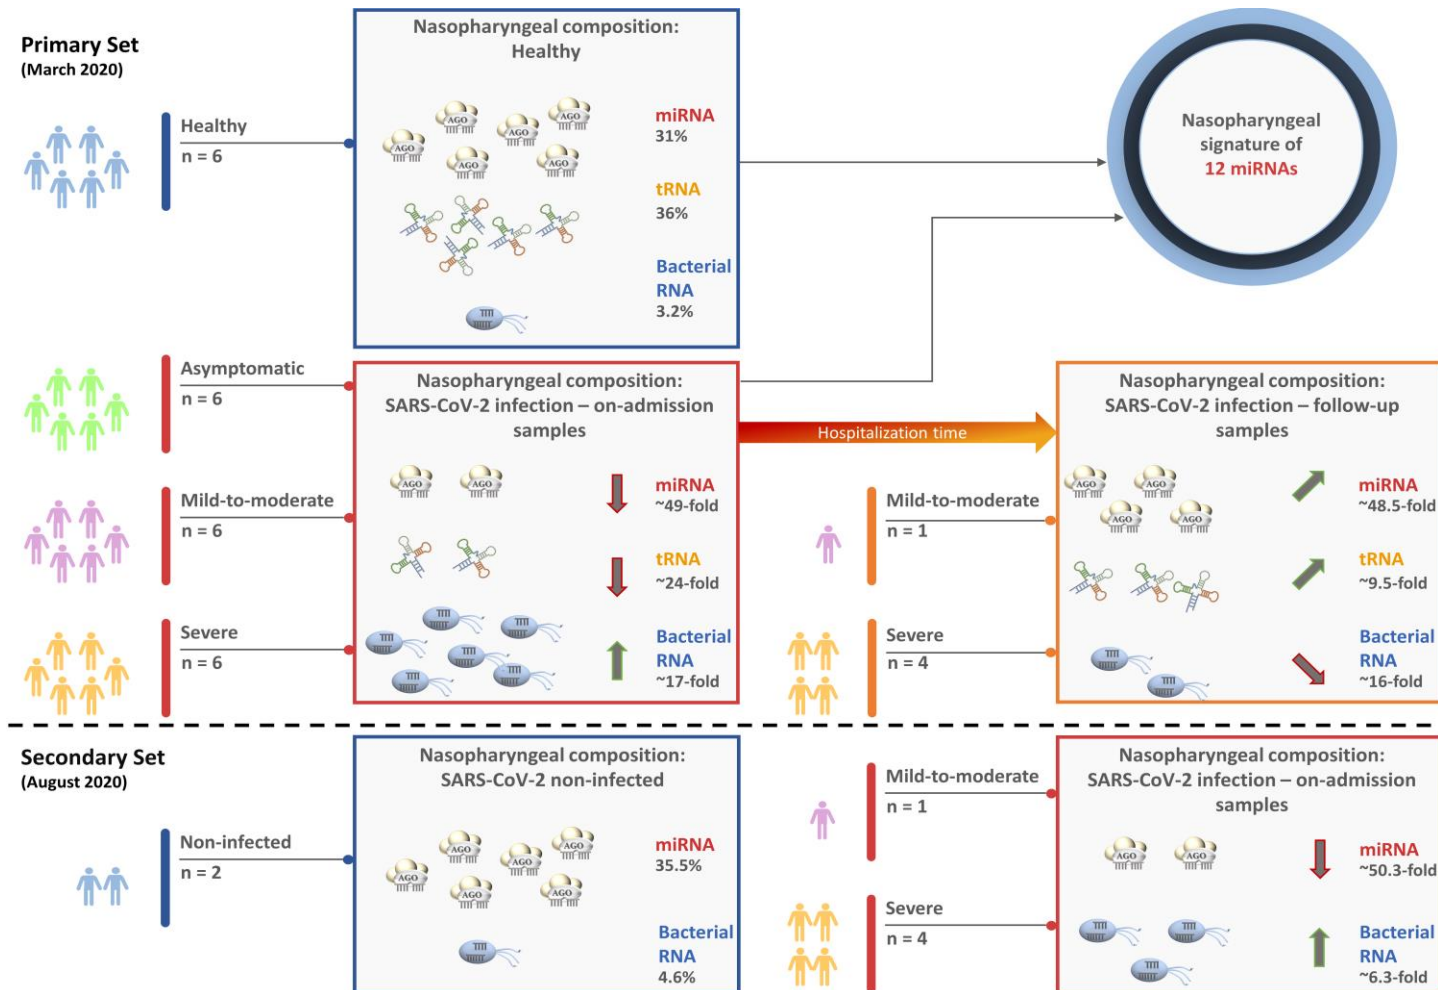 Primary Set
(March 2020)
Healthy
n = 6
Nasopharyngeal composition:
Healthy
AGO
AGO
AGO
AGO
AGO
AGO
miRNA
31%
tRNA
36%
Bacterial
RNA
3.2%
Nasopharyngeal
signature of
12 miRNAs
Asymptomatic
n = 6
Mild-to-moderate
n = 6
Severe
n = 6
Nasopharyngeal composition:
SARS-CoV-2 infection – on-admission
samples
AGO
AGO
miRNA
~49-fold
tRNA
~24-fold
Bacterial
RNA
~17-fold
Hospitalization time
Mild-to-moderate
n = 1
Severe
n = 4
Nasopharyngeal composition:
SARS-CoV-2 infection – follow-up
samples
AGO
AGO
AGO
AGO
miRNA
~48.5-fold
tRNA
~9.5-fold
Bacterial
RNA
~16-fold
Secondary Set
(August 2020)
Non-infected
n = 2
Nasopharyngeal composition:
SARS-CoV-2 non-infected
AGO
AGO
AGO
AGO
AGO
AGO
miRNA
35.5%
Bacterial
RNA
4.6%
Mild-to-moderate
n = 1
Severe
n = 4
Nasopharyngeal composition:
SARS-CoV-2 infection – on-admission
samples
AGO
AGO
miRNA
~50.3-fold
Bacterial
RNA
~6.3-fold